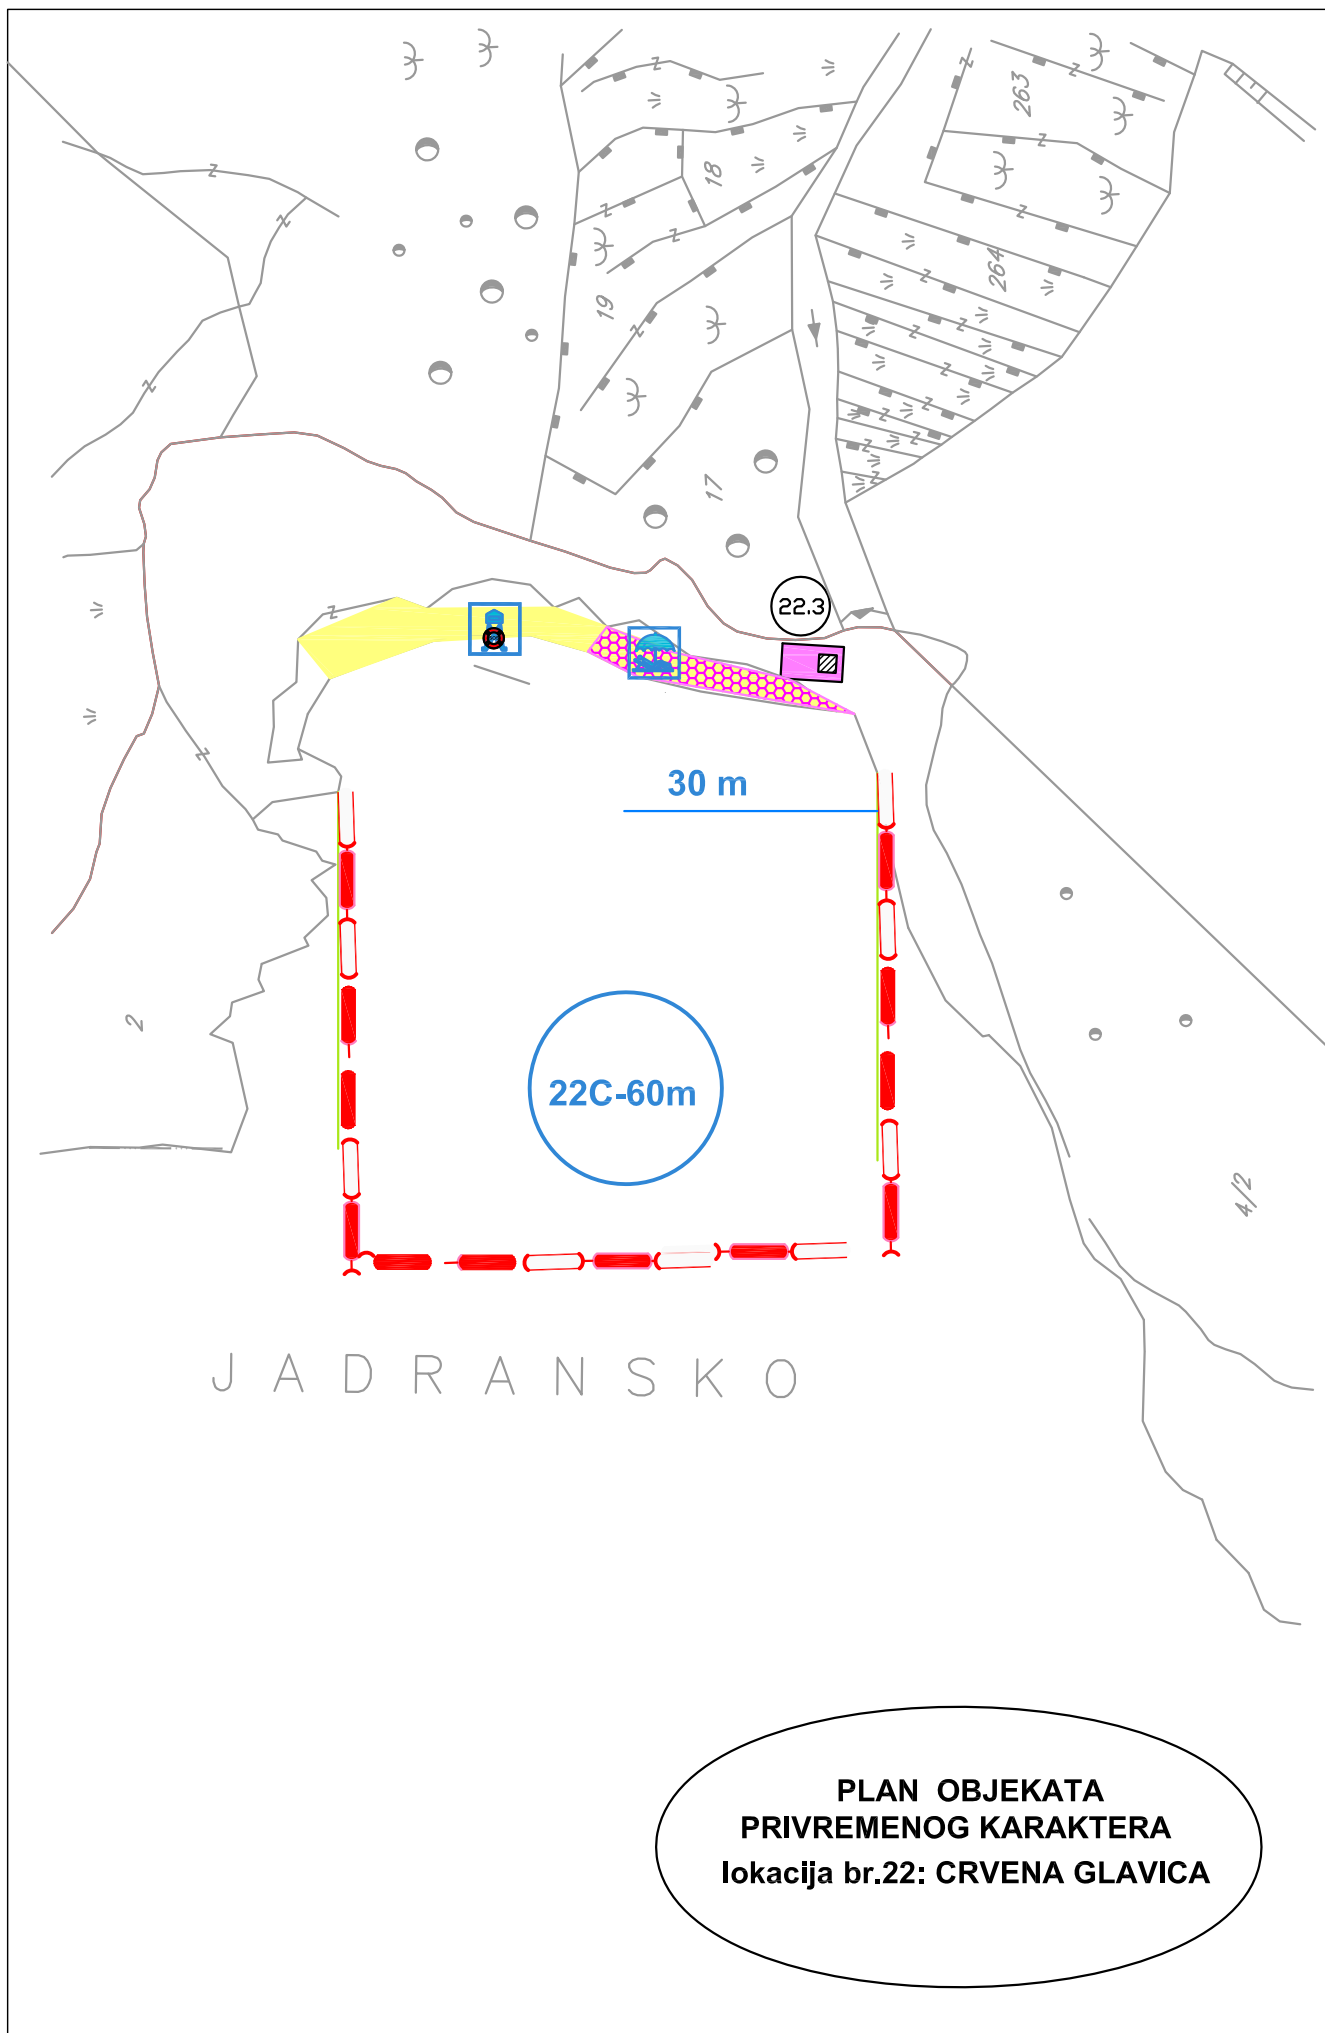 263
18
264
19
17
22.3
30 m
22C-60m
2
4/2
JADRANSKO
PLAN OBJEKATA
PRIVREMENOG KARAKTERA
lokacija br.22: CRVENA GLAVICA